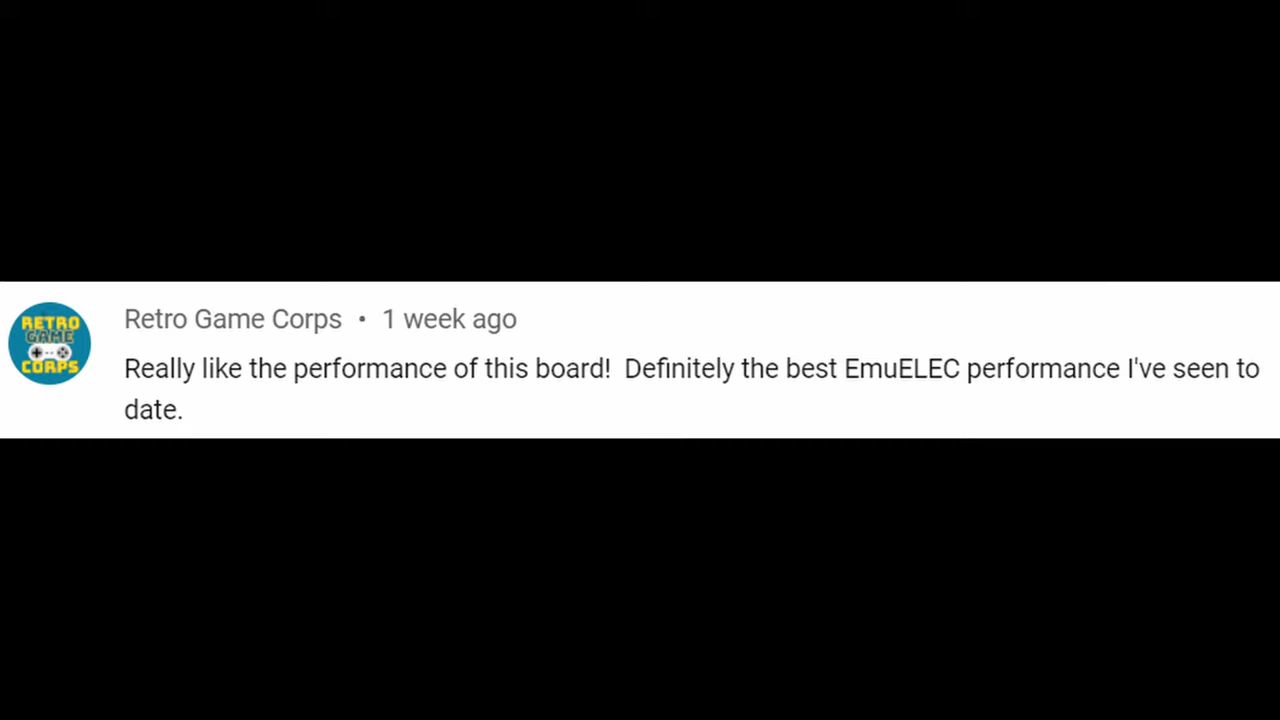 RETRO
GAME
CORPS
Retro Game Corps • 1 week ago
Really like the performance of this board!  Definitely the best EmuELEC performance I've seen to
date.